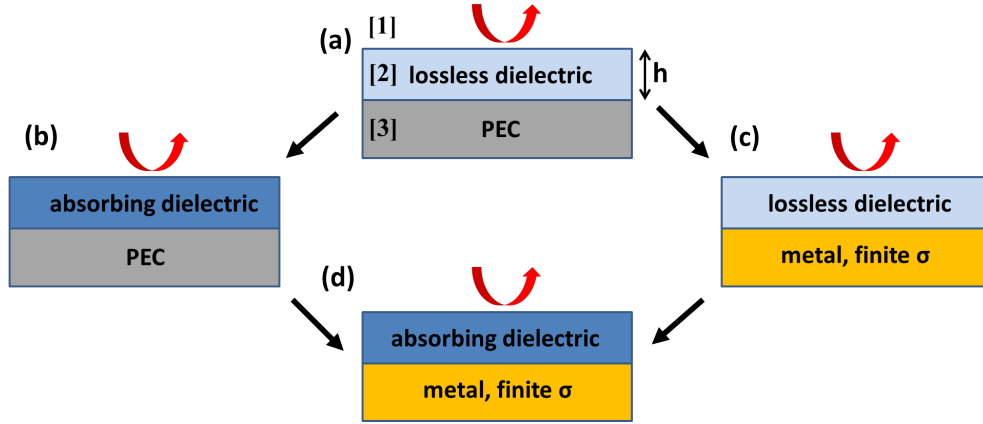 (a)
[1]
[2] lossless dielectric
h
[3] PEC
(b)
absorbing dielectric
PEC
(c)
lossless dielectric
metal, finite σ
(d)
absorbing dielectric
metal, finite σ